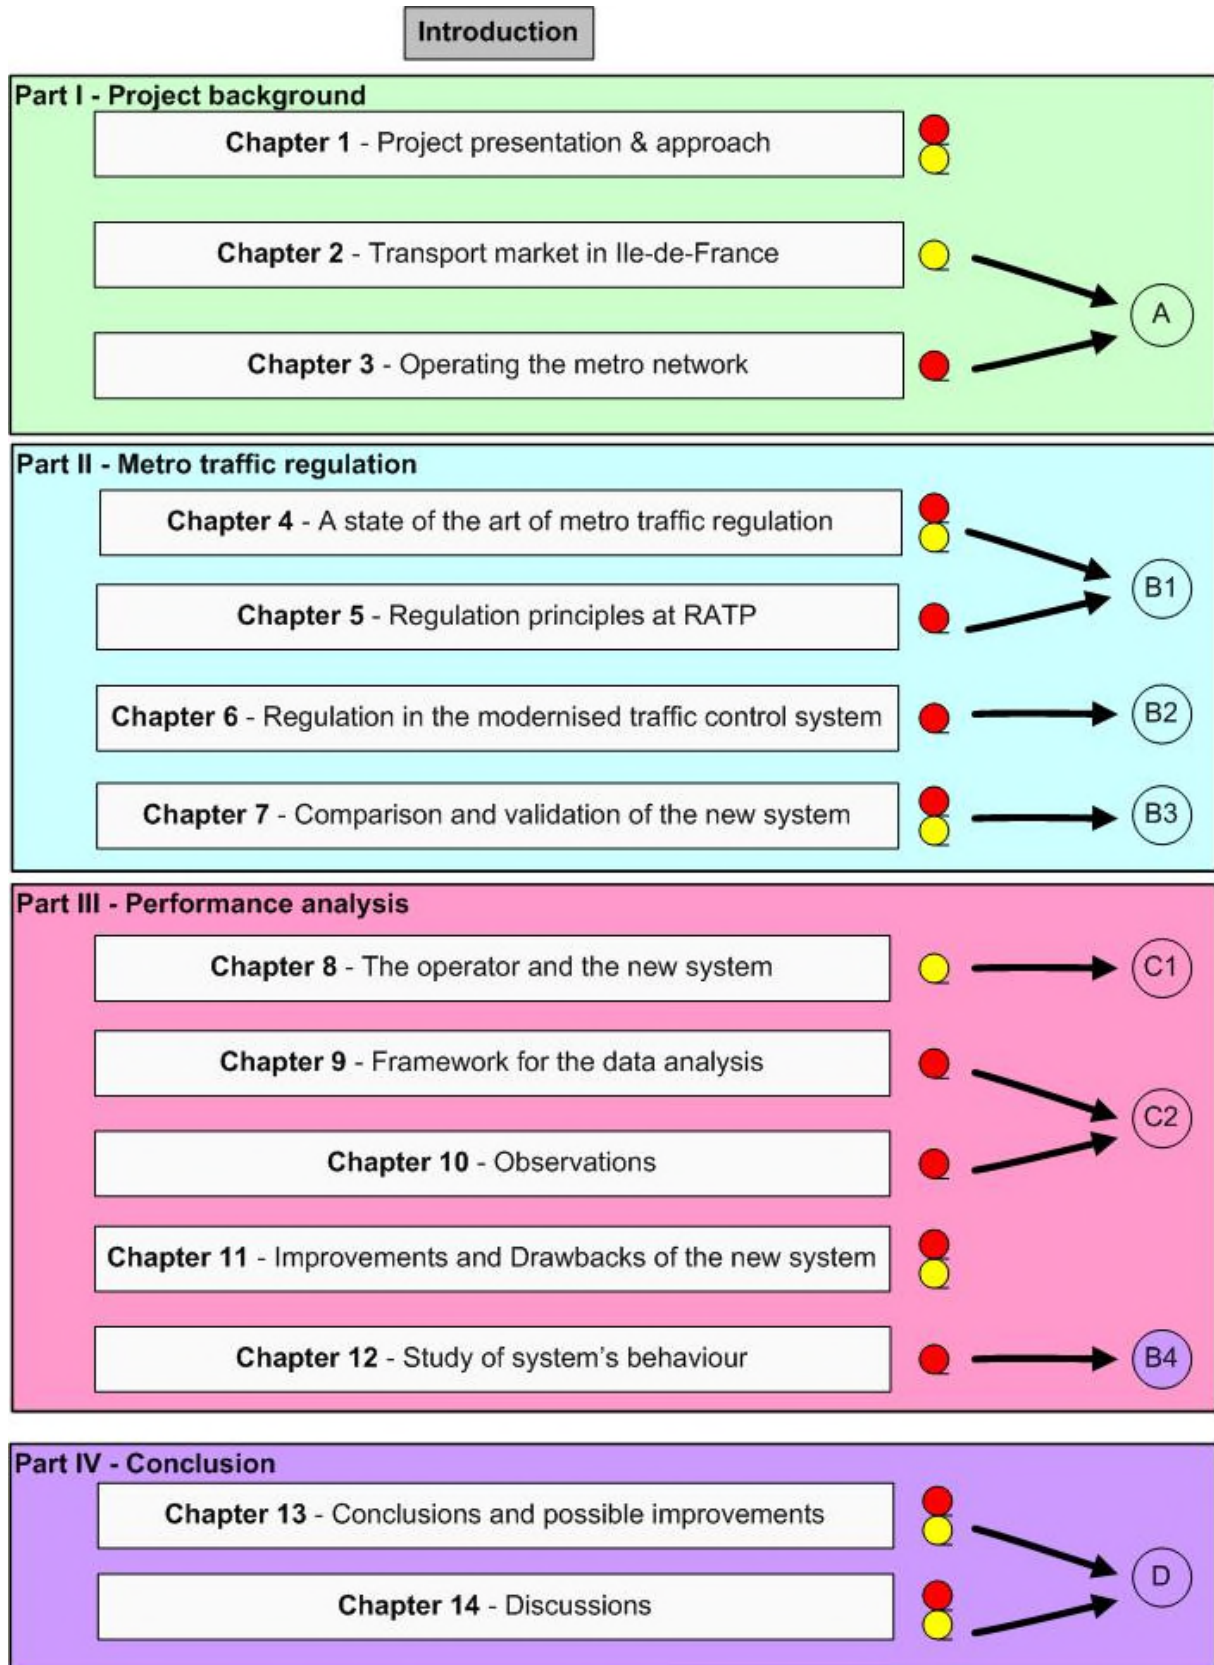 Introduction
Part I - Project background
Chapter 1 - Project presentation & approach
Chapter 2 - Transport market in Ile-de-France
A
Chapter 3 - Operating the metro network
Part II - Metro traffic regulation
Chapter 4 - A state of the art of metro traffic regulation
B1
Chapter 5 - Regulation principles at RATP
Chapter 6 - Regulation in the modernised traffic control system
B2
Chapter 7 - Comparison and validation of the new system
B3
Part III - Performance analysis
Chapter 8 - The operator and the new system
C1
Chapter 9 - Framework for the data analysis
C2
Chapter 10 - Observations
Chapter 11 - Improvements and Drawbacks of the new system
Chapter 12 - Study of system's behaviour
B4
Part IV - Conclusion
Chapter 13 - Conclusions and possible improvements
D
Chapter 14 - Discussions